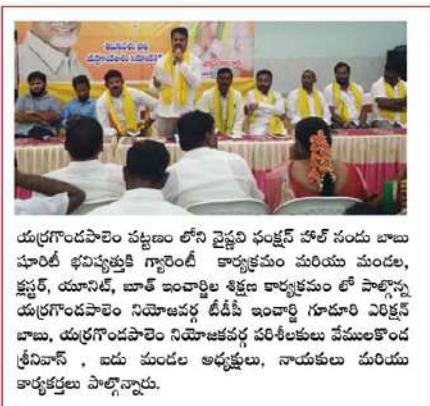 యర్రగొండపాలెం పట్టణం లోని వైష్ణవి ఫంక్షన్ హాల్ నందు బాబు
షూరిటీ భవిష్యత్తుకి గ్యారెంటీ కార్యక్రమం మరియు మండల,
క్లస్టర్, యూనిట్, బూత్ ఇంచార్జిల శిక్షణ కార్యక్రమం లో పాల్గొన్న
యర్రగొండపాలెం నియోజవర్గ టీడీపీ ఇంచార్జి గూడూరి ఎరిక్షన్
బాబు, యర్రగొండపాలెం నియోజకవర్గ పరిశీలకులు వేములకొండ
శ్రీనివాస్ , ఐదు మండల అధ్యక్షులు, నాయకులు మరియు
కార్యకర్తలు పాల్గొన్నారు.